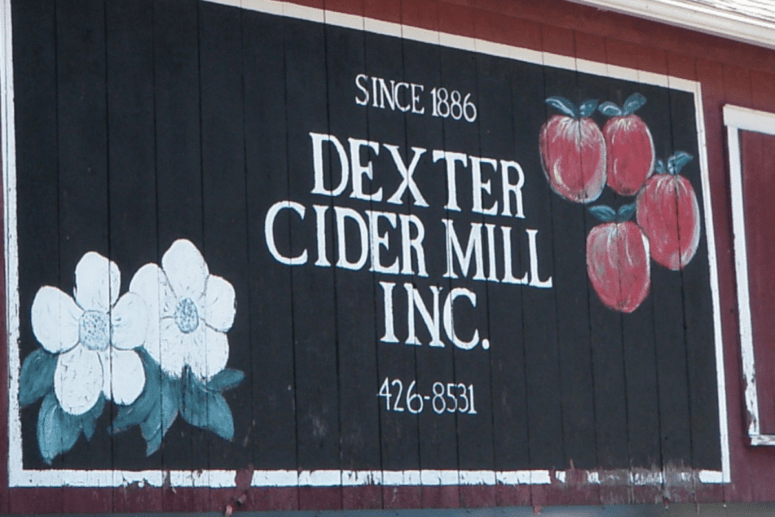 SINCE 1886
DEXTER
CIDER MILL
INC.
426-8531